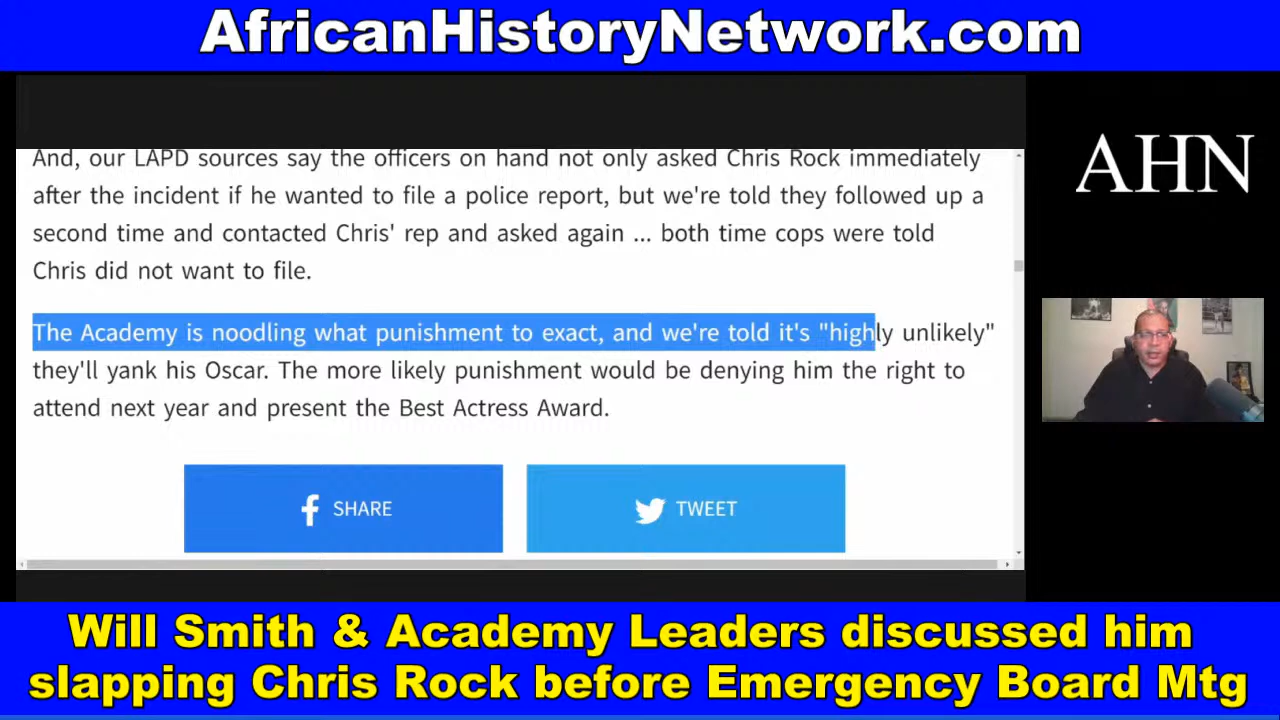 AfricanHistoryNetwork.com
AHN
And, our LAPD sources say the officers on hand not only asked Chris Rock immediately
after the incident if he wanted to file a police report, but we're told they followed up a
second time and contacted Chris' rep and asked again ... both time cops were told
Chris did not want to file.
The Academy is noodling what punishment to exact, and we're told it's "highly unlikely"
they'll yank his Oscar. The more likely punishment would be denying him the right to
attend next year and present the Best Actress Award.
f SHARE
TWEET
Will Smith & Academy Leaders discussed him
slapping Chris Rock before Emergency Board Mtg